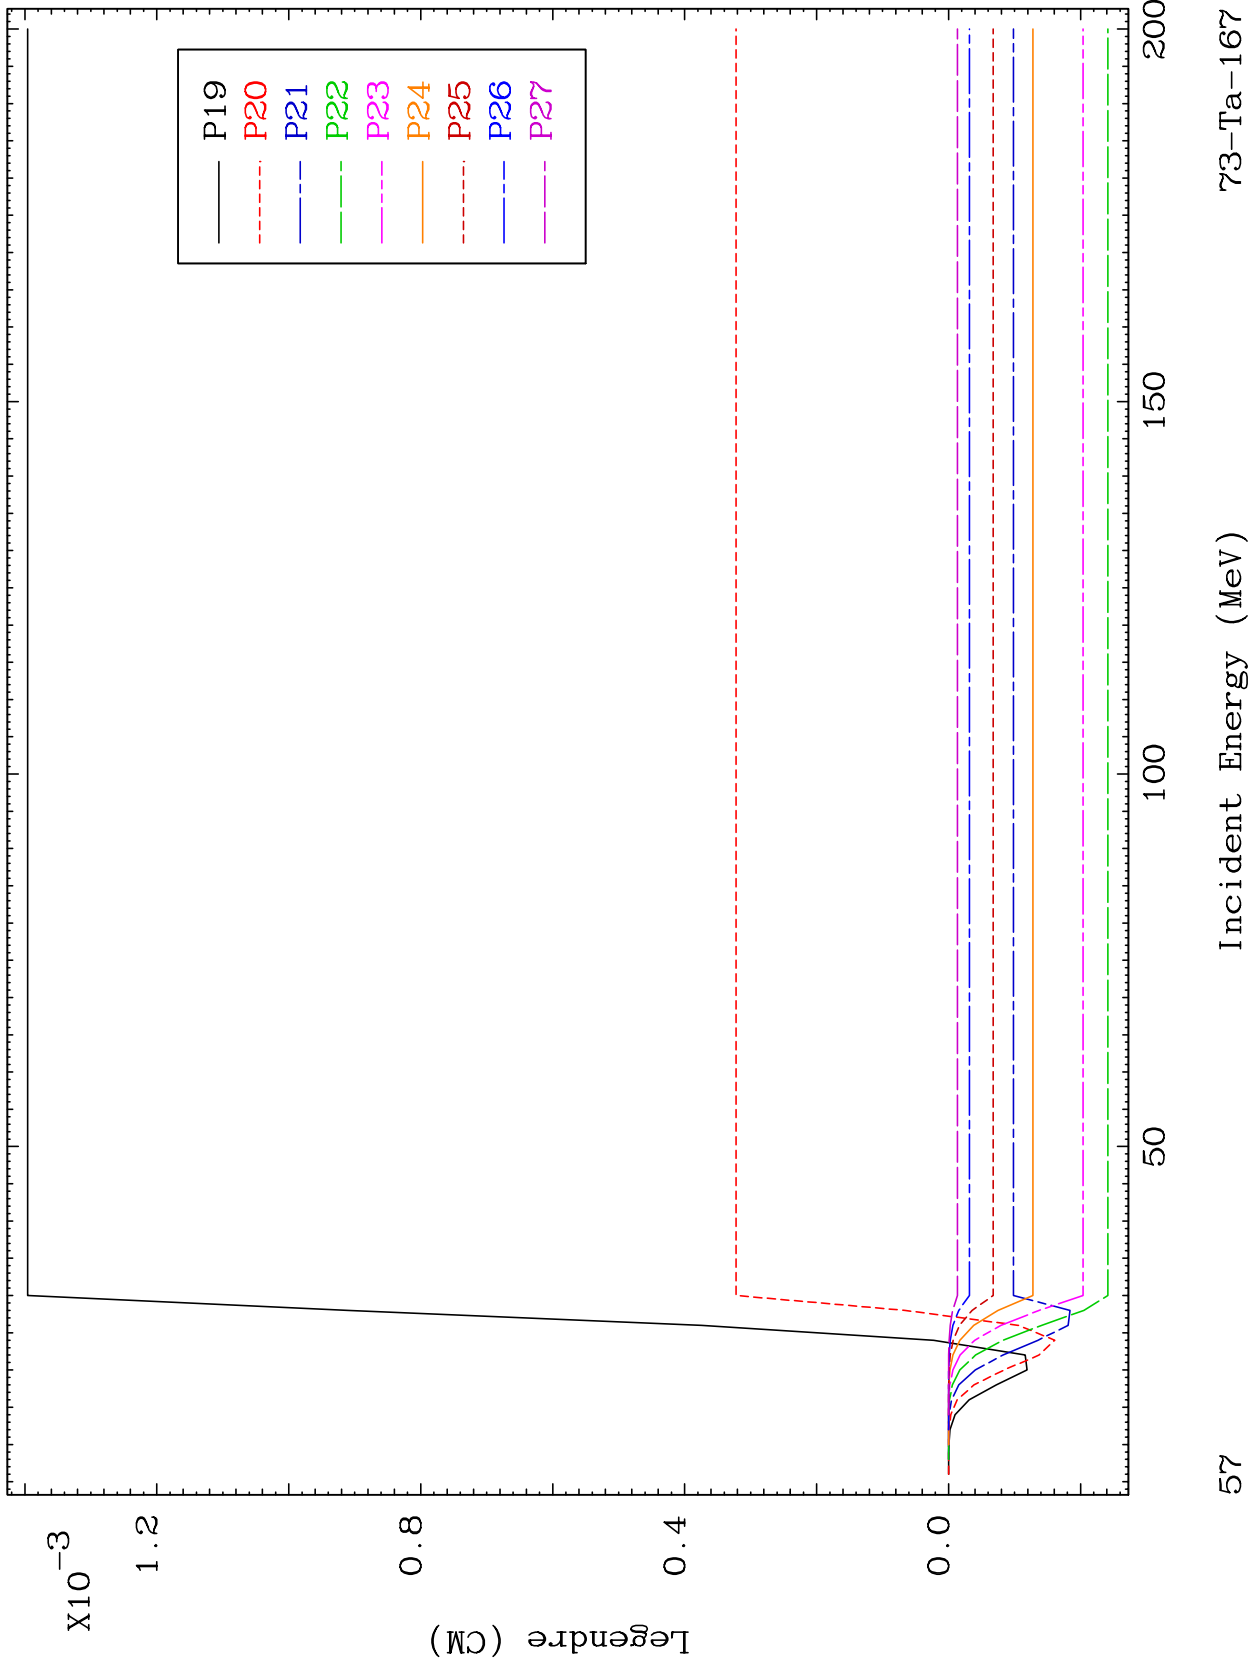 X10-3
1.2
0.8
0.4
0.0
Legendre (CM)
P19
P20
P21
P22
P23
P24
P25
P26
P27
50
100
150
200
57
Incident Energy (MeV)
73-Ta-167